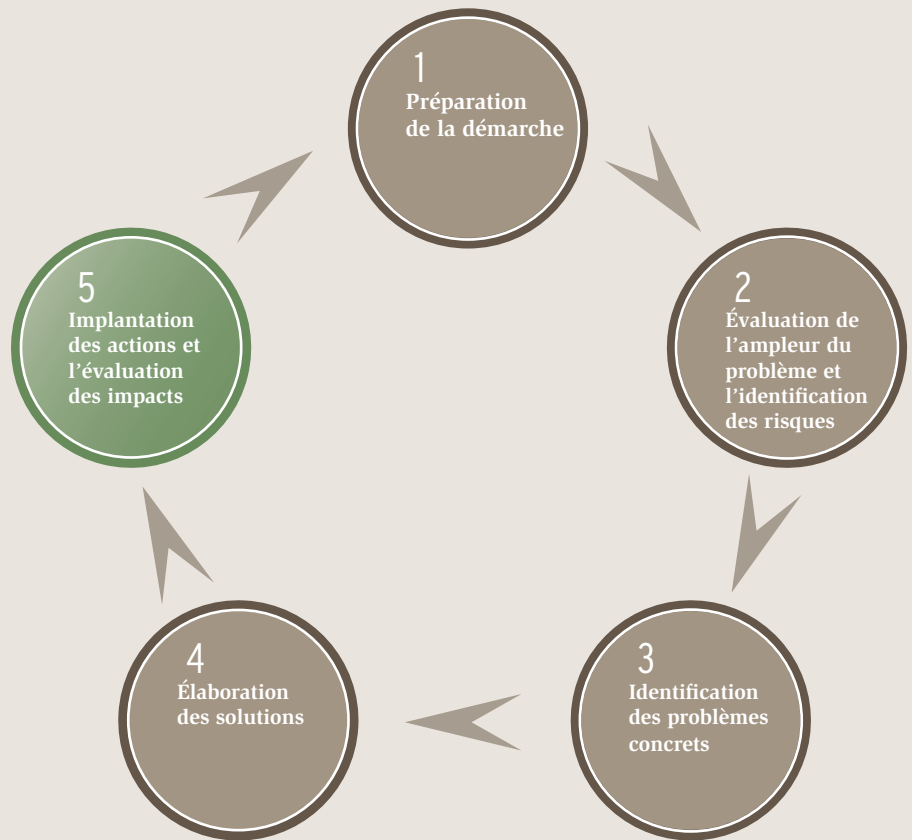 1
Préparation
de la démarche
2
Évaluation de
l’ampleur du
problème et
l’identification
des risques
3
Identification
des problèmes
concrets
4
Élaboration
des solutions
5
Implantation
des actions et
l’évaluation
des impacts